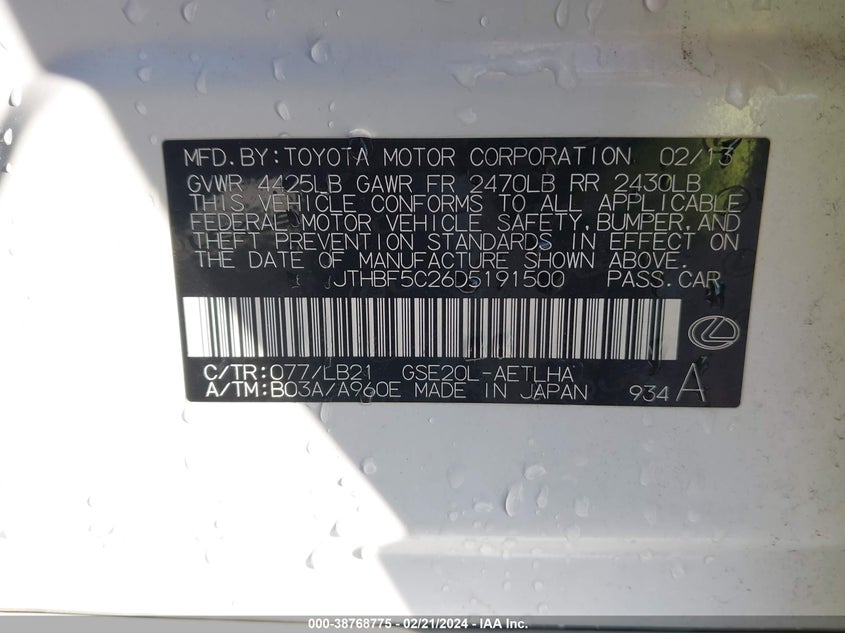 MFD.BY:TOYOTA MOTOR CORPORATION 02/13
GVWR 4425LB GAWR FR 2470LB RR 2430LB
THIS VEHICLE CONFORMS TO ALL APPLICABLE
FEDERAL MOTOR VEHICLE SAFETY, BUMPER, AND
THEFT PREVENTION STANDARDS IN EFFECT ON
THE DATE OF MANUFACTURE SHOWN ABOVE.
JTHBF5C26D5191500 PASS.CAR
C/TR:077/LB21 GSE20L-AETLHA
A/TM:B03A/A960E MADE IN JAPAN 934 A
000-38768775 - 02/21/2024 - IAA Inc.